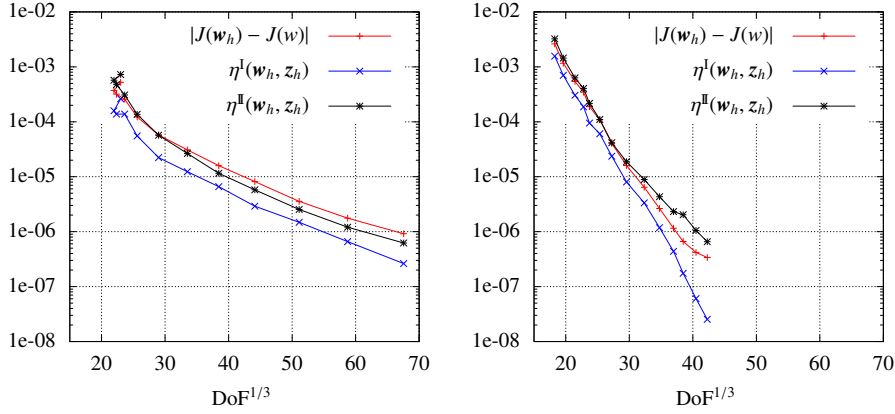 1e-02
1e-03
1e-04
1e-05
1e-06
1e-07
1e-08
20 30 40 50 60 70
DoF^{1/3}
|J(w_h) − J(w)|
η^I(w_h, z_h)
η^{II}(w_h, z_h)
1e-02
1e-03
1e-04
1e-05
1e-06
1e-07
1e-08
20 30 40 50 60 70
DoF^{1/3}
|J(w_h) − J(w)|
η^I(w_h, z_h)
η^{II}(w_h, z_h)